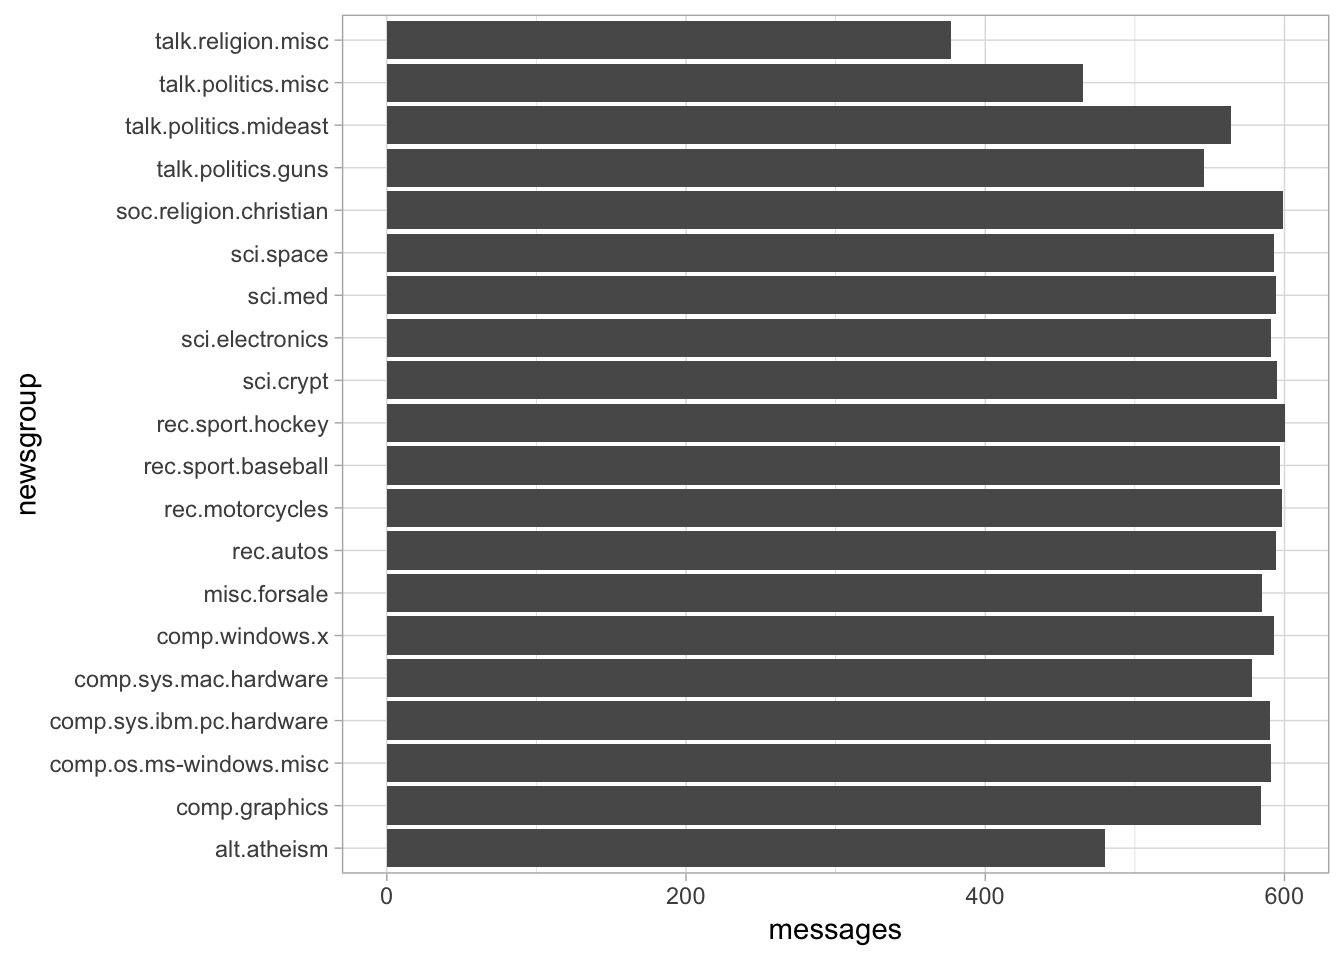 talk.religion.misc
talk.politics.misc
talk.politics.mideast
talk.politics.guns
soc.religion.christian
sci.space
sci.med
sci.electronics
sci.crypt
rec.sport.hockey
rec.sport.baseball
rec.motorcycles
rec.autos
misc.forsale
comp.windows.x
comp.sys.mac.hardware
comp.sys.ibm.pc.hardware
comp.os.ms-windows.misc
comp.graphics
alt.atheism
newsgroup
0 200 400 600
messages